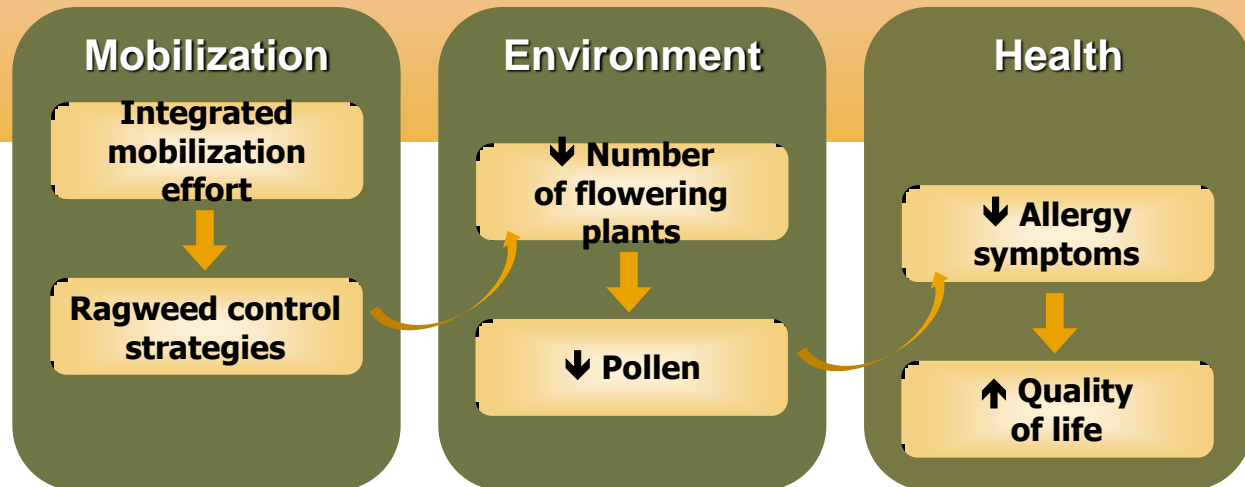 Mobilization
Integrated
mobilization
effort
Ragweed control
strategies
Environment
↓ Number
of flowering
plants
↓ Pollen
Health
↓ Allergy
symptoms
↑ Quality
of life